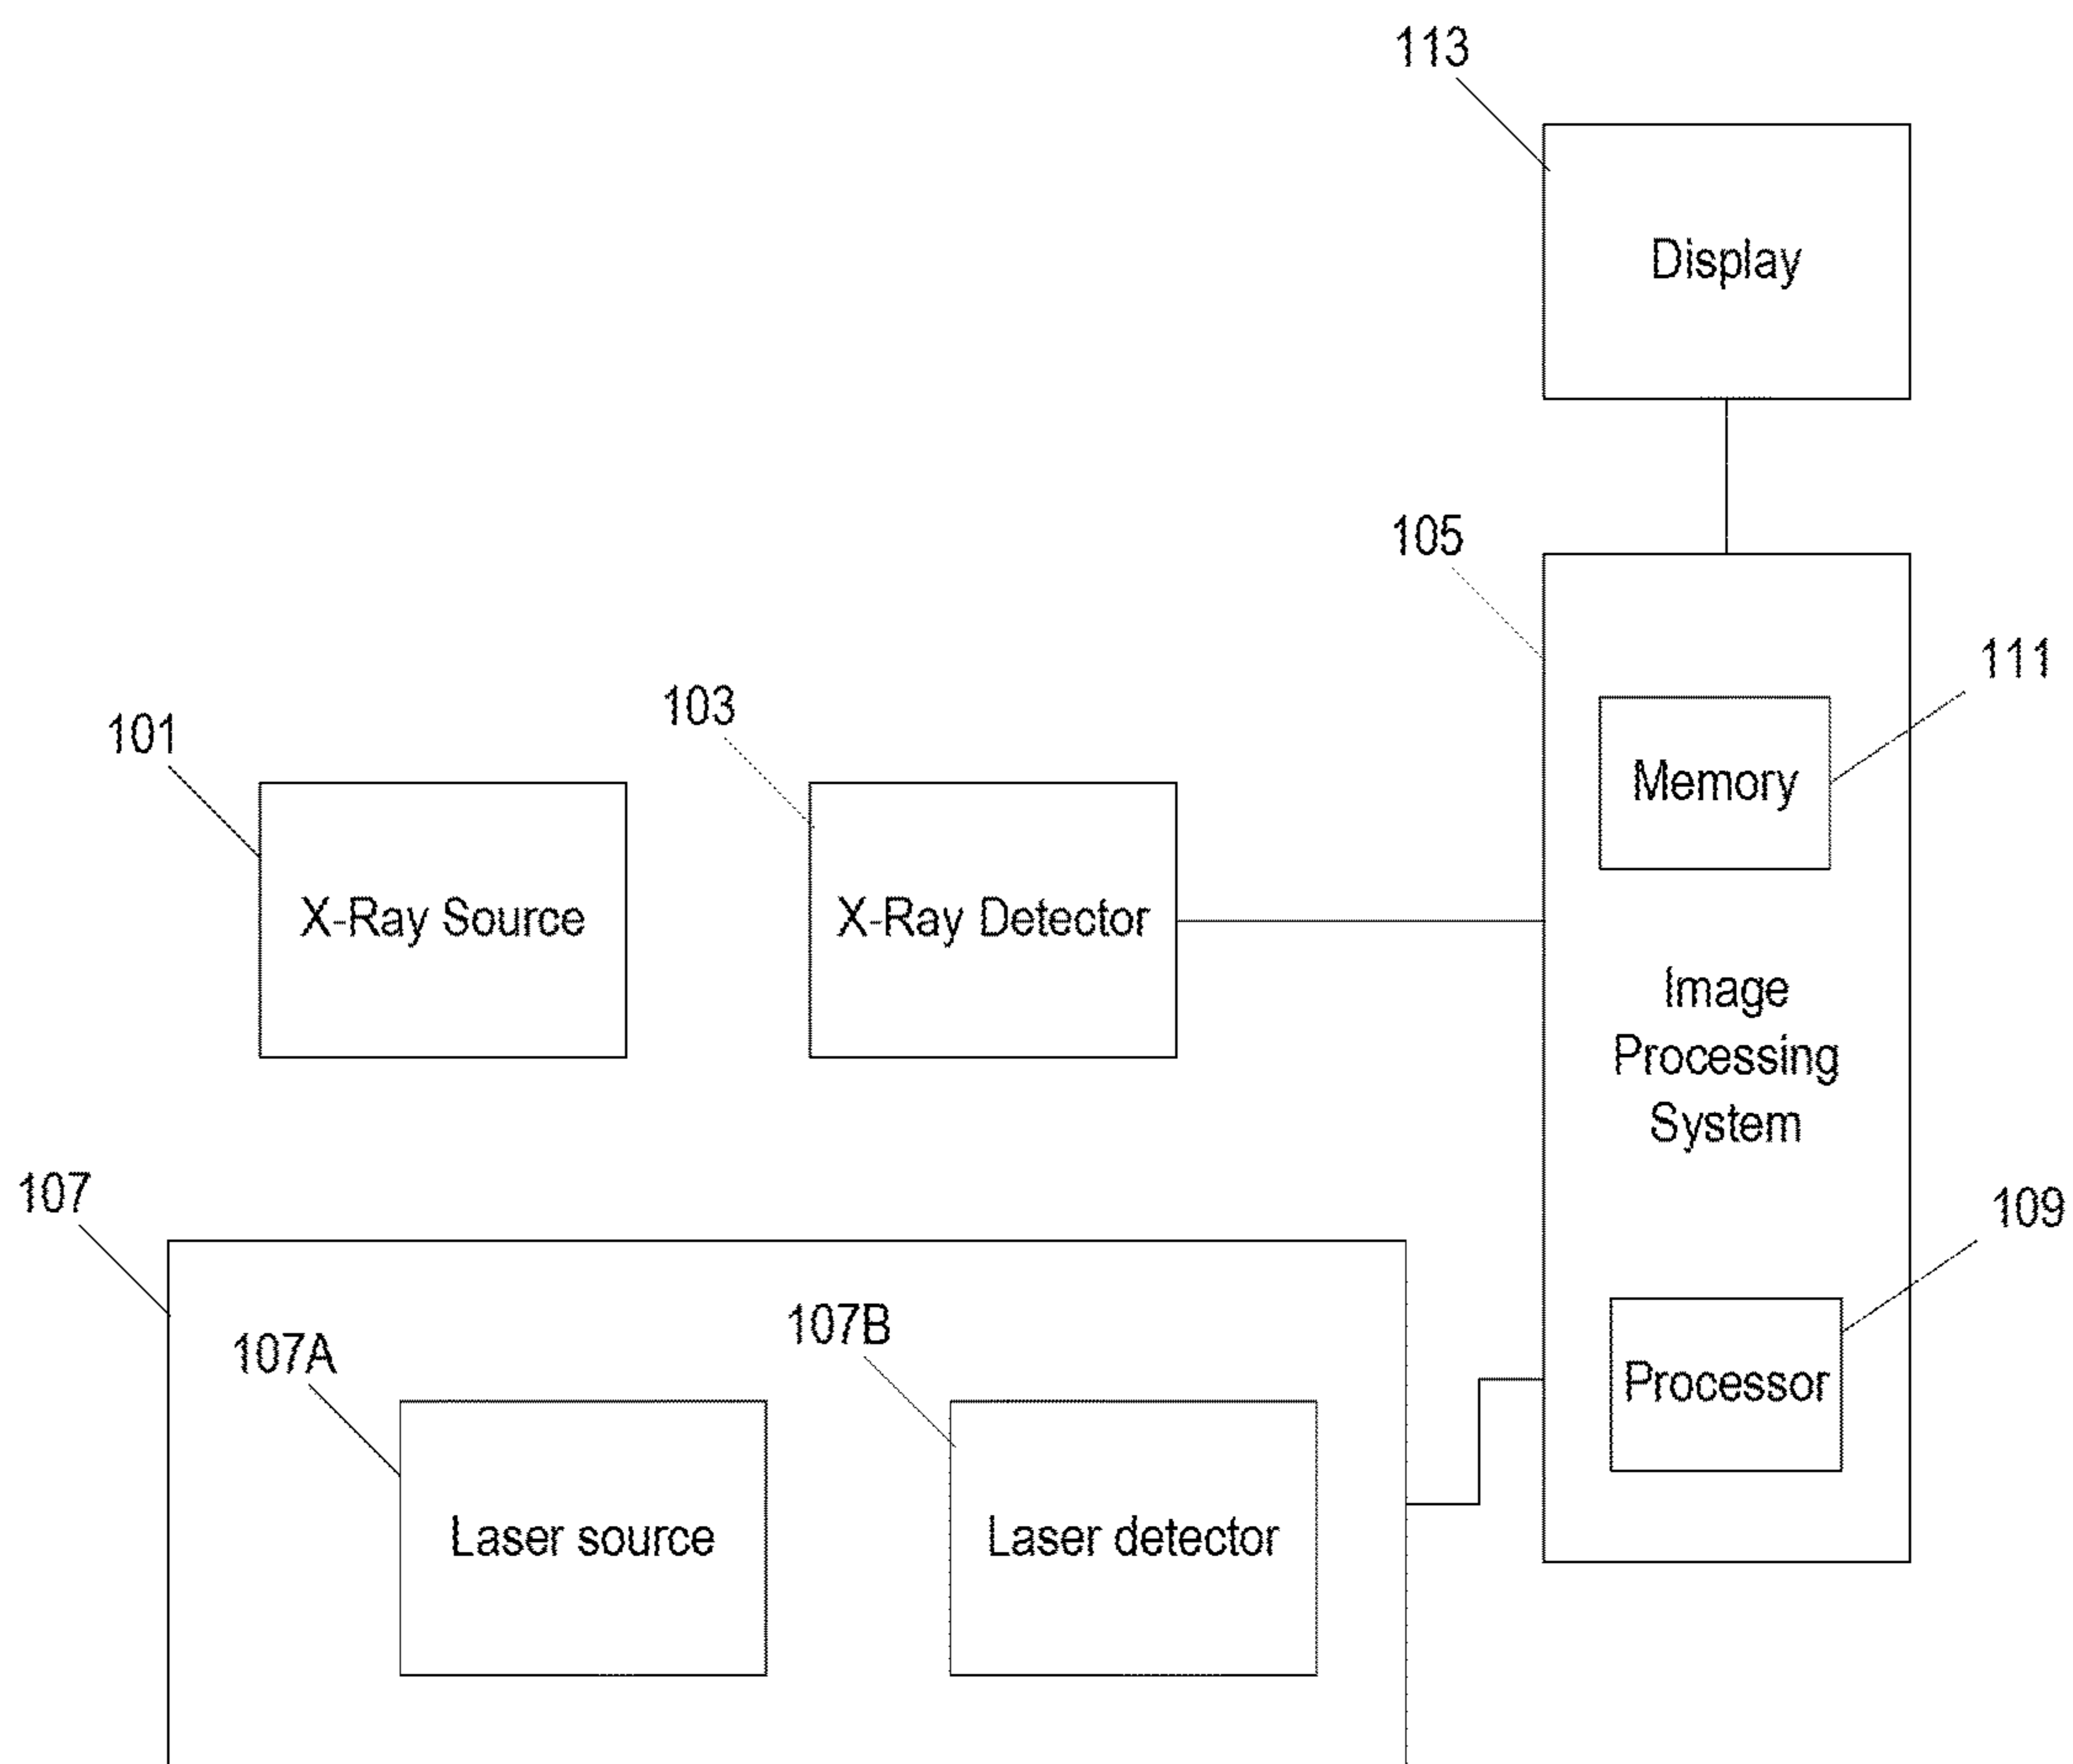 113
Display
105
111
Memory
103
101
X-Ray Source
X-Ray Detector
Image
Processing
System
107
109
107B
107A
Processor
Laser source
Laser detector